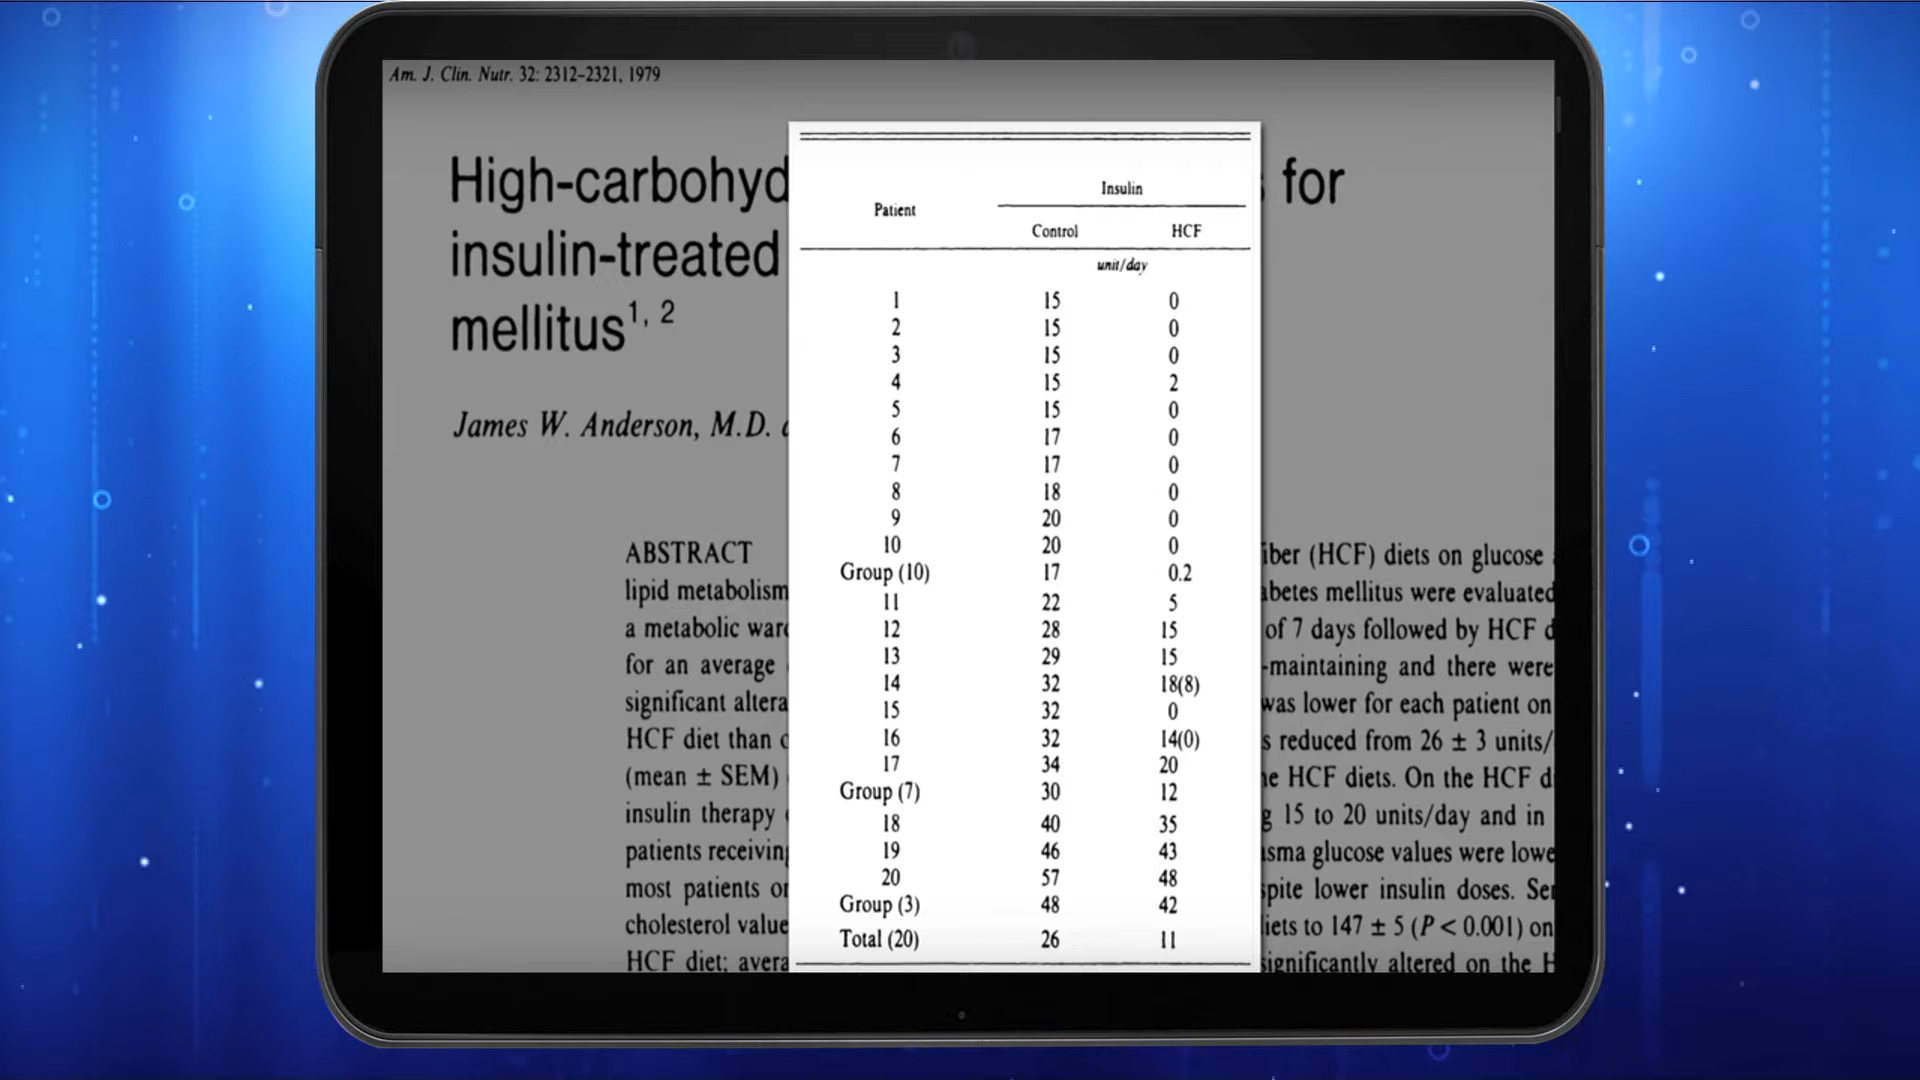 Am. J. Clin. Nutr. 32: 2312–2321, 1979
High-carbohyd
for
insulin-treated
mellitus1, 2
James W. Anderson, M.D.
Insulin
Patient
Control HCF
unit/day
1 15 0
2 15 0
3 15 0
4 15 2
5 15 0
6 17 0
7 17 0
8 18 0
9 20 0
10 20 0
Group (10) 17 0.2
11 22 5
12 28 15
13 29 15
14 32 18(8)
15 32 0
16 32 14(0)
17 34 20
Group (7) 30 12
18 40 35
19 46 43
20 57 48
Group (3) 48 42
Total (20) 26 11
ABSTRACT
lipid metabolism
a metabolic ward
for an average
significant altera
HCF diet than
(mean ± SEM)
insulin therapy
patients receiving
most patients
cholesterol value
HCF diet; avera
iber (HCF) diets on glucose
abetes mellitus were evaluated
of 7 days followed by HCF
-maintaining and there were
was lower for each patient on
s reduced from 26 ± 3 units/
he HCF diets. On the HCF
g 15 to 20 units/day and in
asma glucose values were lowe
spite lower insulin doses. Ser
diets to 147 ± 5 (P < 0.001) on
significantly altered on the